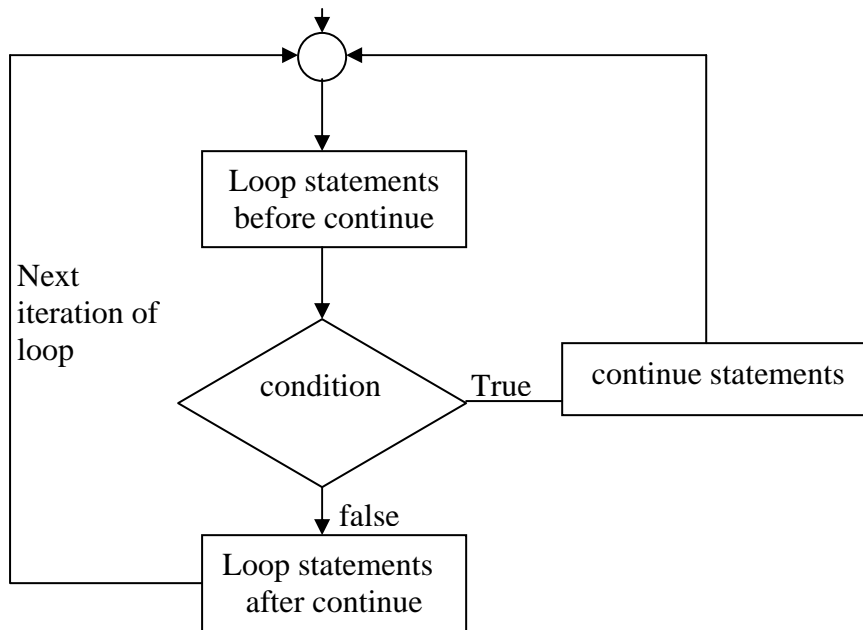 Loop statements
before continue
Next
iteration of
loop
condition
True
continue statements
false
Loop statements
after continue